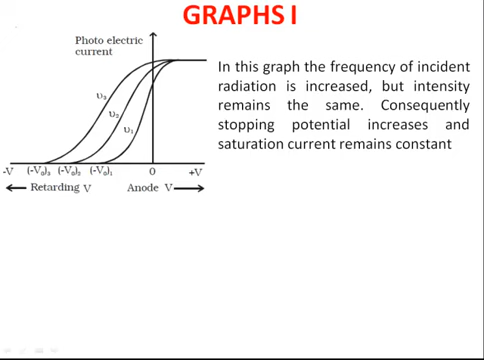 GRAPHS I
Photo electric
current
In this graph the frequency of incident
radiation is increased, but intensity
remains the same. Consequently
stopping potential increases and
saturation current remains constant
υ₃
υ₂
υ₁
-V (-V₀)₃ (-V₀)₂ (-V₀)₁ 0 +V
Retarding V Anode V